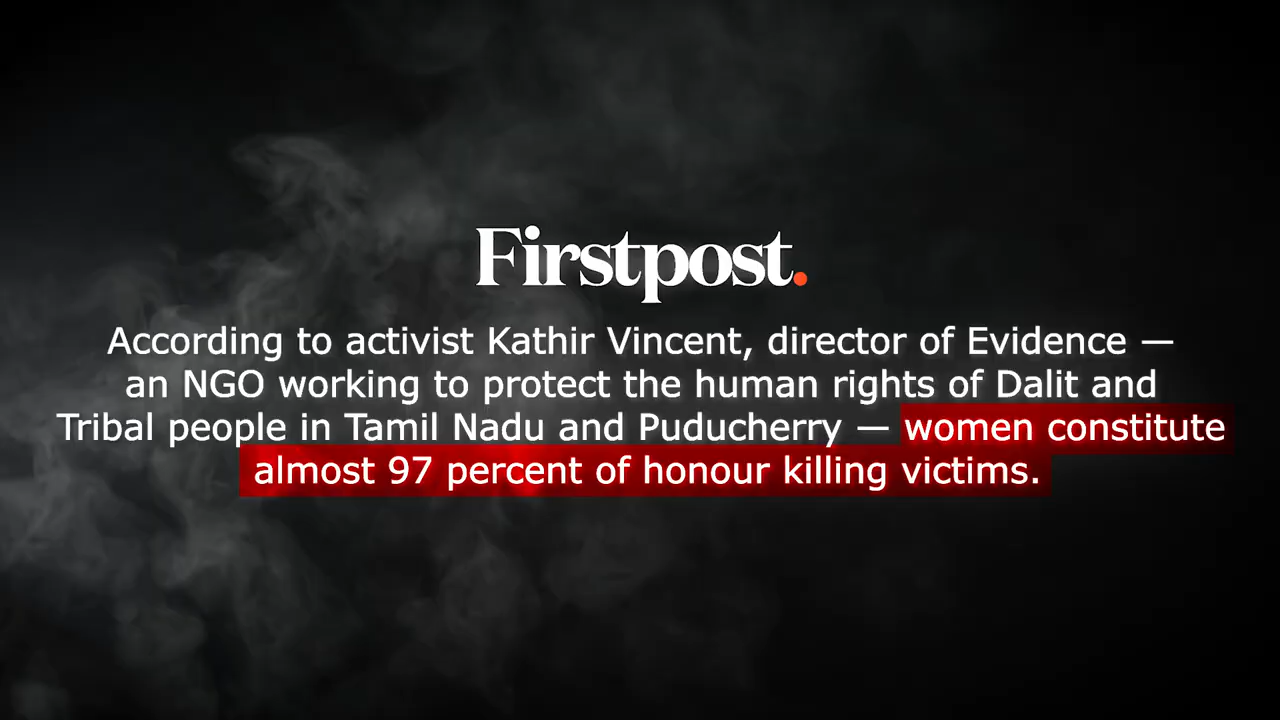 Firstpost.
According to activist Kathir Vincent, director of Evidence —
an NGO working to protect the human rights of Dalit and
Tribal people in Tamil Nadu and Puducherry — women constitute
almost 97 percent of honour killing victims.